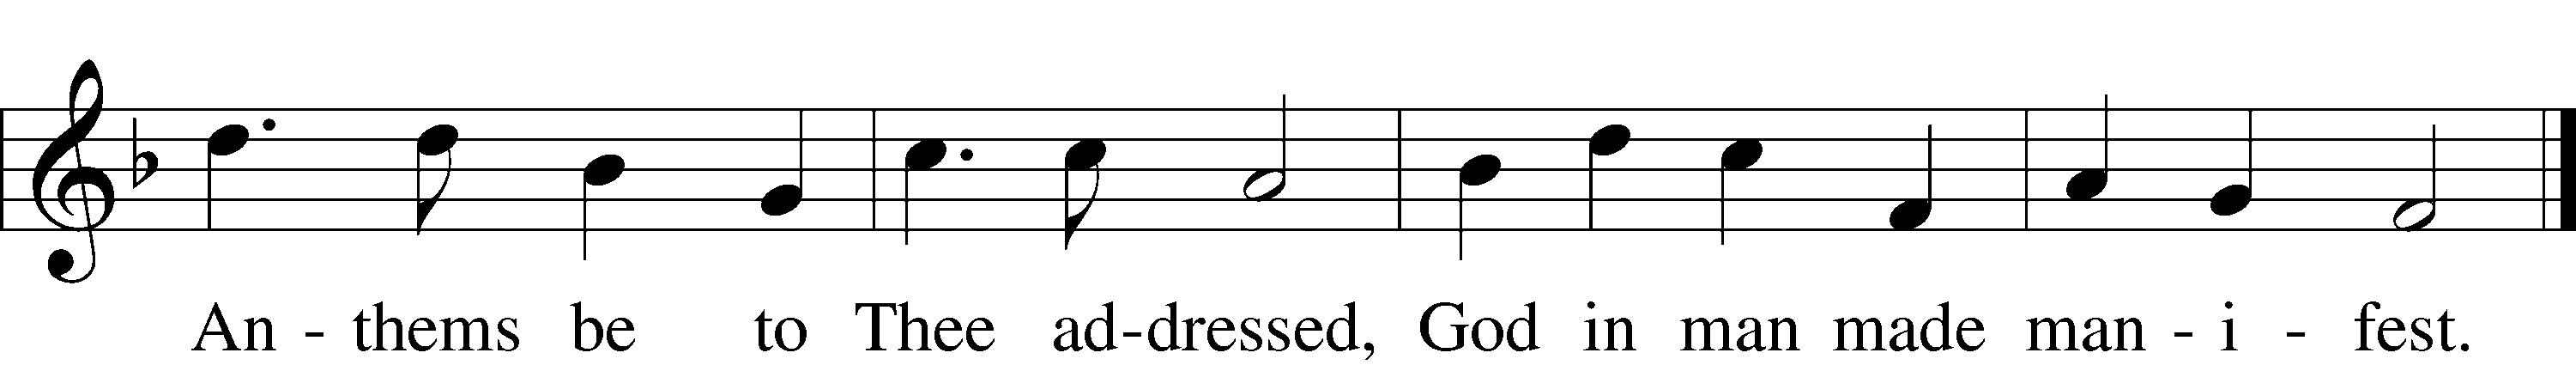 An - thems be to Thee ad-dressed, God in man made man - i - fest.